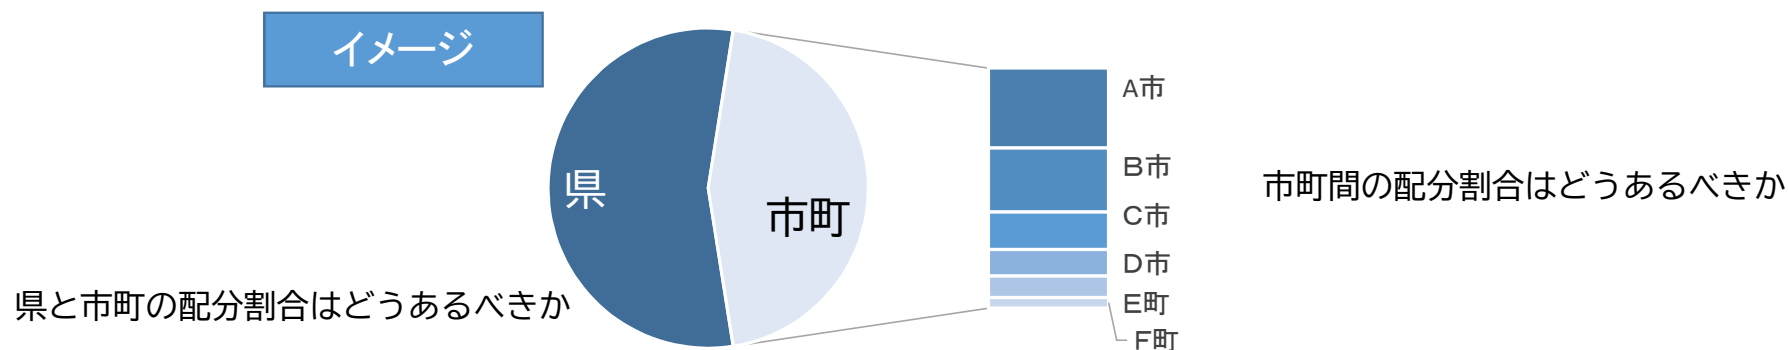 イメージ
県
市町
A市
B市
C市
D市
E町
F町
市町間の配分割合はどうあるべきか
県と市町の配分割合はどうあるべきか